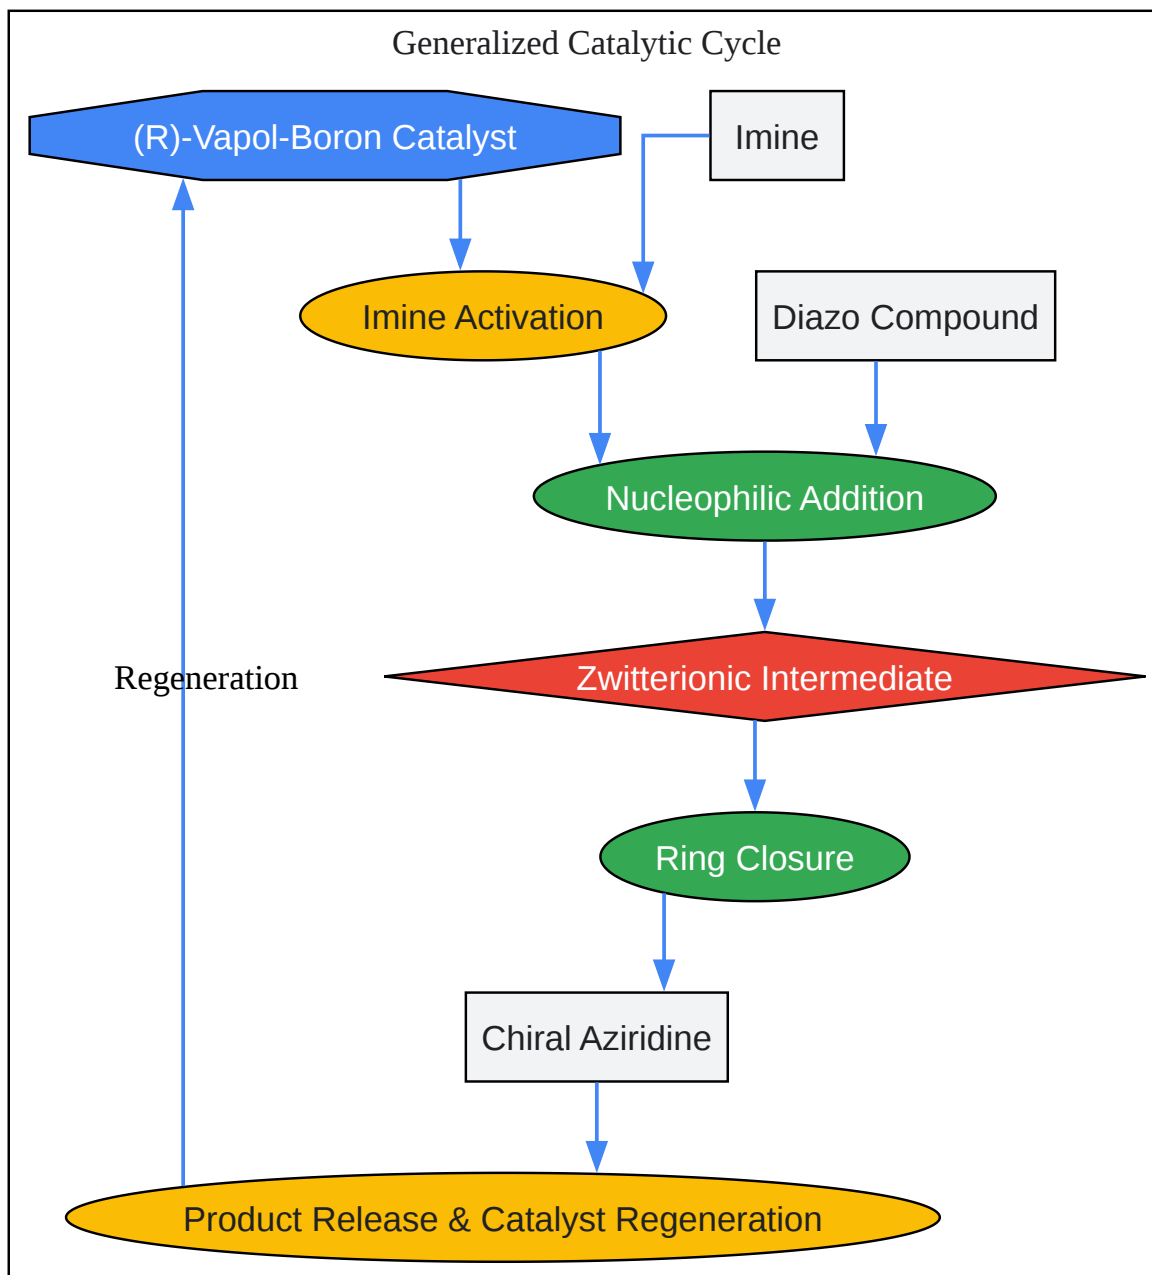 Generalized Catalytic Cycle
(R)-Vapol-Boron Catalyst
Imine
Imine Activation
Diazo Compound
Nucleophilic Addition
Regeneration
Zwitterionic Intermediate
Ring Closure
Chiral Aziridine
Product Release & Catalyst Regeneration